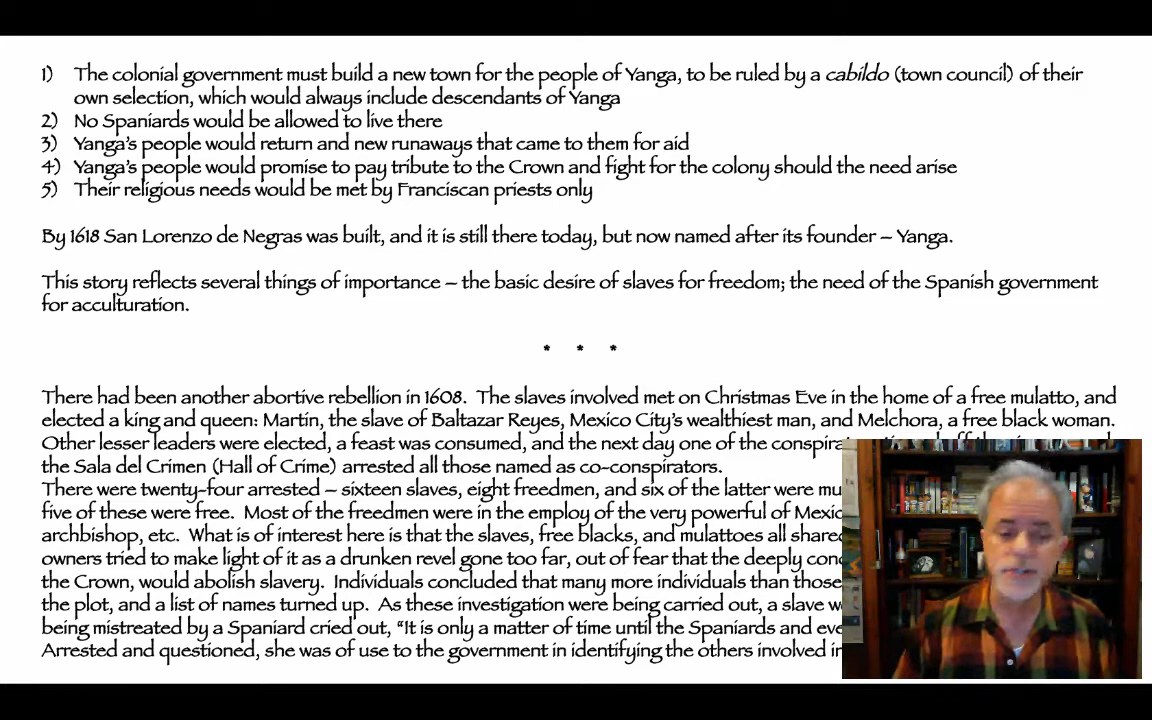 1) The colonial government must build a new town for the people of Yanga, to be ruled by a cabildo (town council) of their
own selection, which would always include descendants of Yanga
2) No Spaniards would be allowed to live there
3) Yanga's people would return and new runaways that came to them for aid
4) Yanga's people would promise to pay tribute to the Crown and fight for the colony should the need arise
5) Their religious needs would be met by Franciscan priests only
By 1618 San Lorenzo de Negras was built, and it is still there today, but now named after its founder – Yanga.
This story reflects several things of importance – the basic desire of slaves for freedom; the need of the Spanish government
for acculturation.
* * *
There had been another abortive rebellion in 1608. The slaves involved met on Christmas Eve in the home of a free mulatto, and
elected a king and queen: Martín, the slave of Baltazar Reyes, Mexico City's wealthiest man, and Melchora, a free black woman.
Other lesser leaders were elected, a feast was consumed, and the next day one of the
the Sala del Crimen (Hall of Crime) arrested all those named as co-conspirators.
There were twenty-four arrested – sixteen slaves, eight freedmen, and six of the latter were
five of these were free. Most of the freedmen were in the employ of the very powerful of
archbishop, etc. What is of interest here is that the slaves, free blacks, and mulattoes all
owners tried to make light of it as a drunken revel gone too far, out of fear that the deeply
the Crown, would abolish slavery. Individuals concluded that many more individuals than those
the plot, and a list of names turned up. As these investigation were being carried out, a slave
being mistreated by a Spaniard cried out, "It is only a matter of time until the Spaniards and
Arrested and questioned, she was of use to the government in identifying the others involved